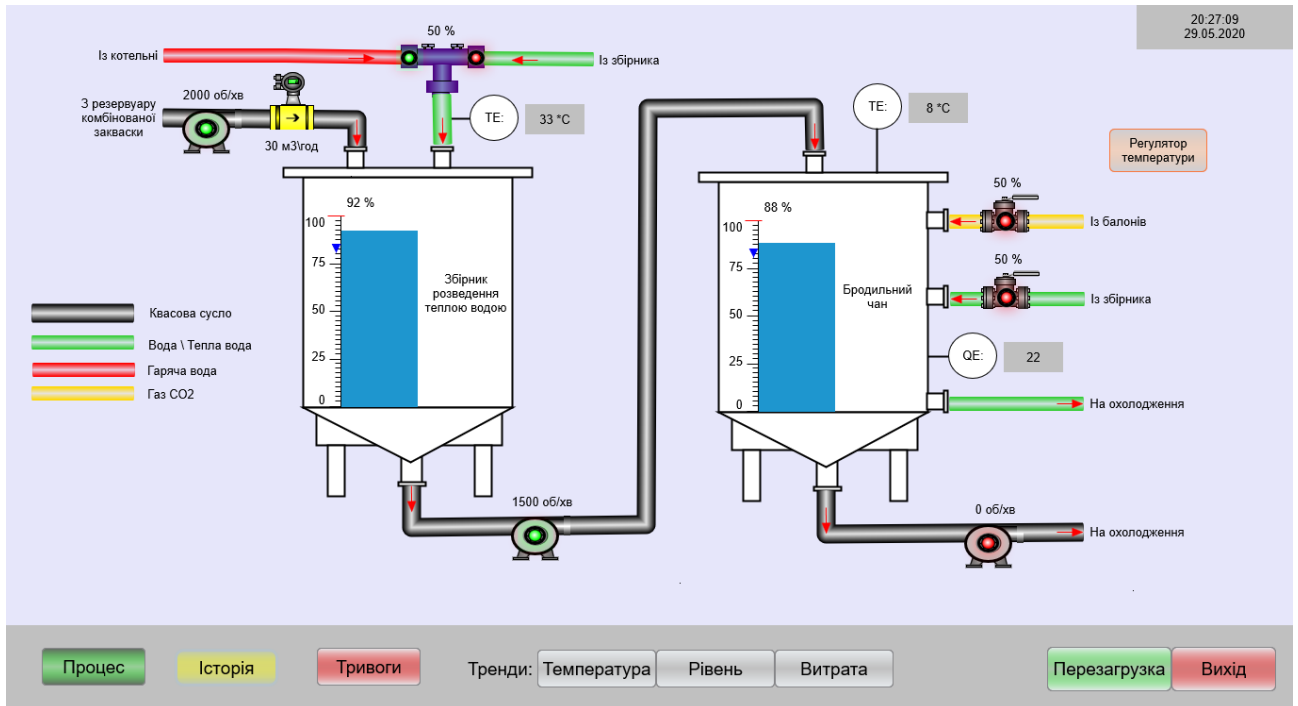 20:27:09
29.05.2020
50 %
Із котельні
Із збірника
2000 об/хв
З резервуару
комбінованої
закваски
30 м3\год
TE:
33 *C
TE:
8 *C
Регулятор
температури
92 %
100
75
50
25
0
Збірник
розведення
теплою водою
88 %
100
75
50
25
0
Бродильний
чан
50 %
Із балонів
50 %
Із збірника
QE:
22
На охолодження
Квасова сусло
Вода \ Тепла вода
Гаряча вода
Газ CO2
1500 об/хв
0 об/хв
На охолодження
Процес
Історія
Тривоги
Тренди:
Температура
Рівень
Витрата
Перезагрузка
Вихід